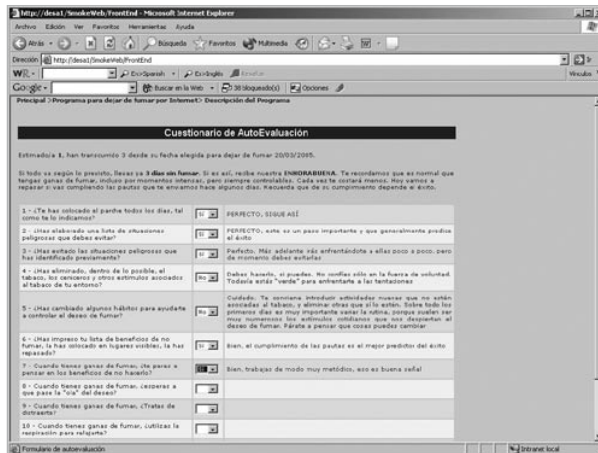 http://desa1/SmokeWeb/FrontEnd - Microsoft Internet Explorer
Archivo Edición Ver Favoritos Herramientas Ayuda
Atrás Búsqueda Favoritos Multimedia
Dirección http://desa1/SmokeWeb/FrontEnd Ir
WR En>Spanish En>Inglés Vínculos
Google Buscar en la Web 38 bloqueado(s) Opciones
Principal >Programa para dejar de fumar por Internet> Descripción del Programa
Cuestionario de AutoEvaluación
Estimado/a 1, han transcurrido 3 desde su fecha elegida para dejar de fumar 20/03/2005.
Si todo va según lo previsto, llevas ya 3 días sin fumar. Si es así, recibe nuestra ENHORABUENA. Te recordamos que es normal que
tengas ganas de fumar, incluso por momentos intensas, pero siempre controlables. Cada vez te costará menos. Hoy vamos a
repasar si vas cumpliendo las pautas que te enviamos hace algunos días. Recuerda que de su cumplimiento depende el éxito.
1 - ¿Te has colocado el parche todos los días, tal
como te lo indicamos?
Si
PERFECTO, SIGUE ASÍ
2 - ¿Has elaborado una lista de situaciones
peligrosas que debes evitar?
Si
PERFECTO, este es un paso importante y que generalmente predice
el éxito
3 - ¿Has evitado las situaciones peligrosas que
has identificado previamente?
Si
Perfecto. Más adelante irás enfrentándote a ellas poco a poco, pero
de momento debes evitarlas
4 - ¿Has eliminado, dentro de lo posible, el
tabaco, los ceniceros y otros estímulos asociados
al tabaco de tu entorno?
No
Debes hacerlo, si puedes. No confíes sólo en la fuerza de voluntad.
Todavía estás "verde" para enfrentarte a las tentaciones
5 - ¿Has cambiado algunos hábitos para ayudarte
a controlar el deseo de fumar?
No
Cuidado: Te conviene introducir actividades nuevas que no estén
asociadas al tabaco, y eliminar otras que sí lo están. Sobre todo los
primeros días es muy importante variar la rutina, porque suelen ser
muy numerosos los estímulos cotidianos que nos despiertan el
deseo de fumar. Párate a pensar que cosas puedes cambiar
6 - ¿Has impreso tu lista de beneficios de no
fumar, la has colocado en lugares visibles, la has
repasado?
Si
Bien, el cumplimiento de las pautas es el mejor predictor del éxito
7 - Cuando tienes ganas de fumar, ¿te paras a
pensar en los beneficios de no hacerlo?
Bien, trabajas de modo muy metódico, eso es buena señal
8 - Cuando tienes ganas de fumar, ¿esperas a
que pase la "ola" del deseo?
9 - Cuando tienes ganas de fumar, ¿Tratas de
distraerte?
10 - Cuando tienes ganas de fumar, ¿utilizas la
respiración para relajarte?
Formulario de autoevaluación Intranet local